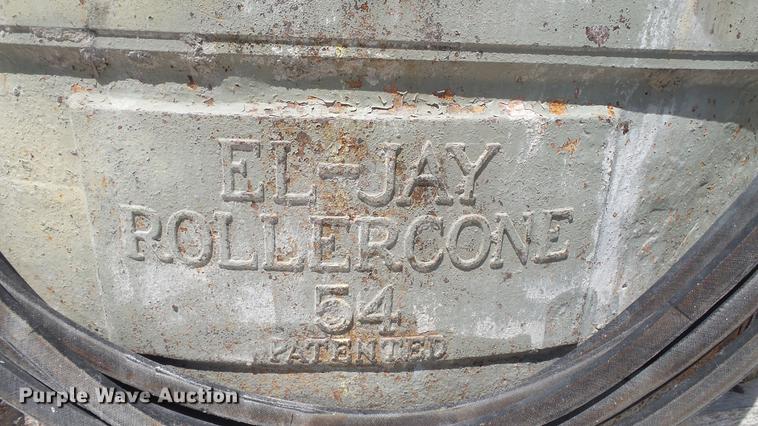 EL-JAY
ROLLERCONE
54
PATENTED
Purple Wave Auction